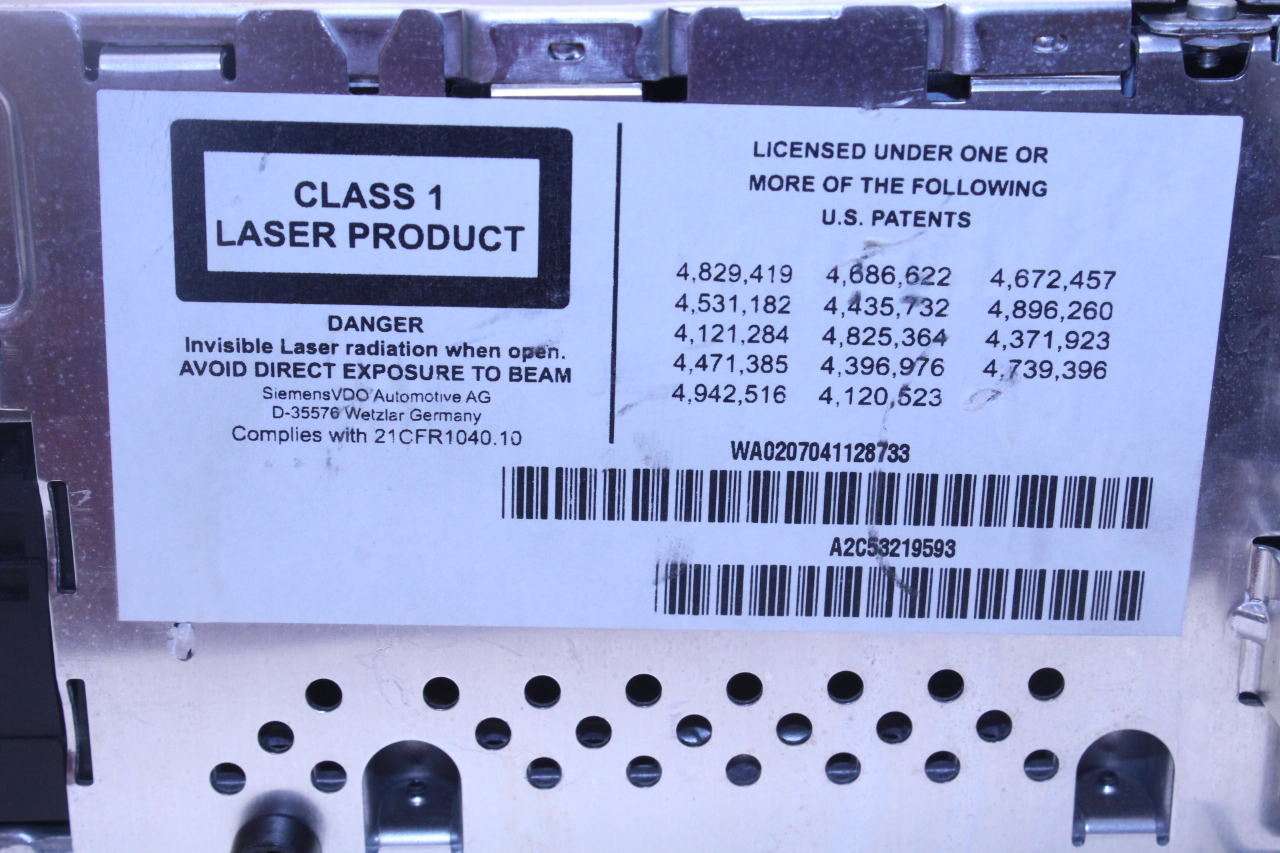 CLASS 1
LASER PRODUCT
DANGER
Invisible Laser radiation when open.
AVOID DIRECT EXPOSURE TO BEAM
SiemensVDO Automotive AG
D-35576 Wetzlar Germany
Complies with 21CFR1040.10
LICENSED UNDER ONE OR
MORE OF THE FOLLOWING
U.S. PATENTS
4,829,419 4,686,622 4,672,457
4,531,182 4,435,732 4,896,260
4,121,284 4,825,364 4,371,923
4,471,385 4,396,976 4,739,396
4,942,516 4,120,523
WA0207041128733
A2C53219593